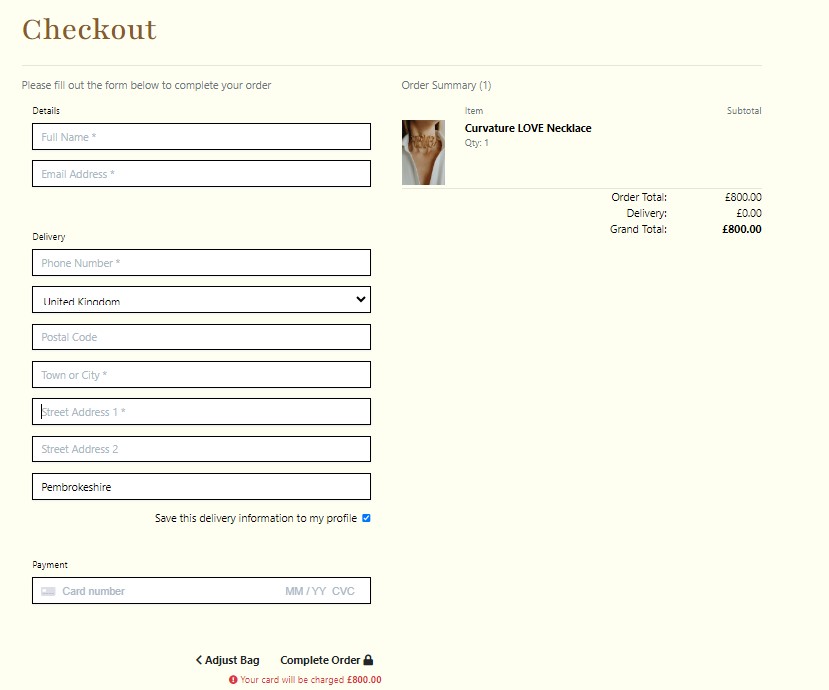 Checkout
Please fill out the form below to complete your order
Details
Full Name *
Email Address *
Delivery
Phone Number *
United Kingdom
Postal Code
Town or City *
Street Address 1 *
Street Address 2
Pembrokeshire
Save this delivery information to my profile
Payment
Card number MM / YY CVC
Adjust Bag Complete Order
Your card will be charged £800.00
Order Summary (1)
Item Subtotal
Curvature LOVE Necklace
Qty: 1
Order Total: £800.00
Delivery: £0.00
Grand Total: £800.00